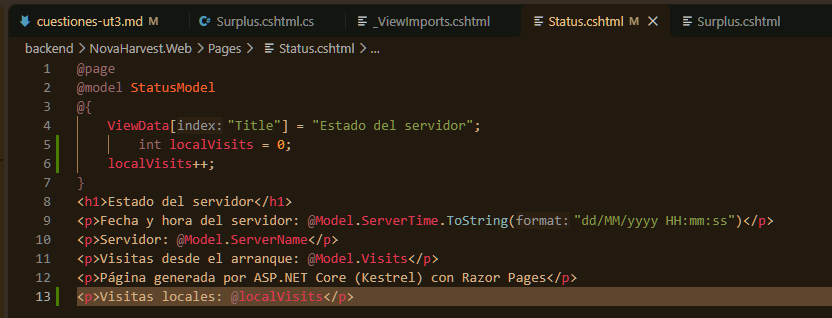 cuestiones-ut3.md M Surplus.cshtml.cs _ViewImports.cshtml Status.cshtml M Surplus.cshtml
backend > NovaHarvest.Web > Pages > Status.cshtml > ...
1 @page
2 @model StatusModel
3 @{
4 ViewData[index: "Title"] = "Estado del servidor";
5 int localVisits = 0;
6 localVisits++;
7 }
8 <h1>Estado del servidor</h1>
9 <p>Fecha y hora del servidor: @Model.ServerTime.ToString(format: "dd/MM/yyyy HH:mm:ss")</p>
10 <p>Servidor: @Model.ServerName</p>
11 <p>Visitas desde el arranque: @Model.Visits</p>
12 <p>Página generada por ASP.NET Core (Kestrel) con Razor Pages</p>
13 <p>Visitas locales: @localVisits</p>